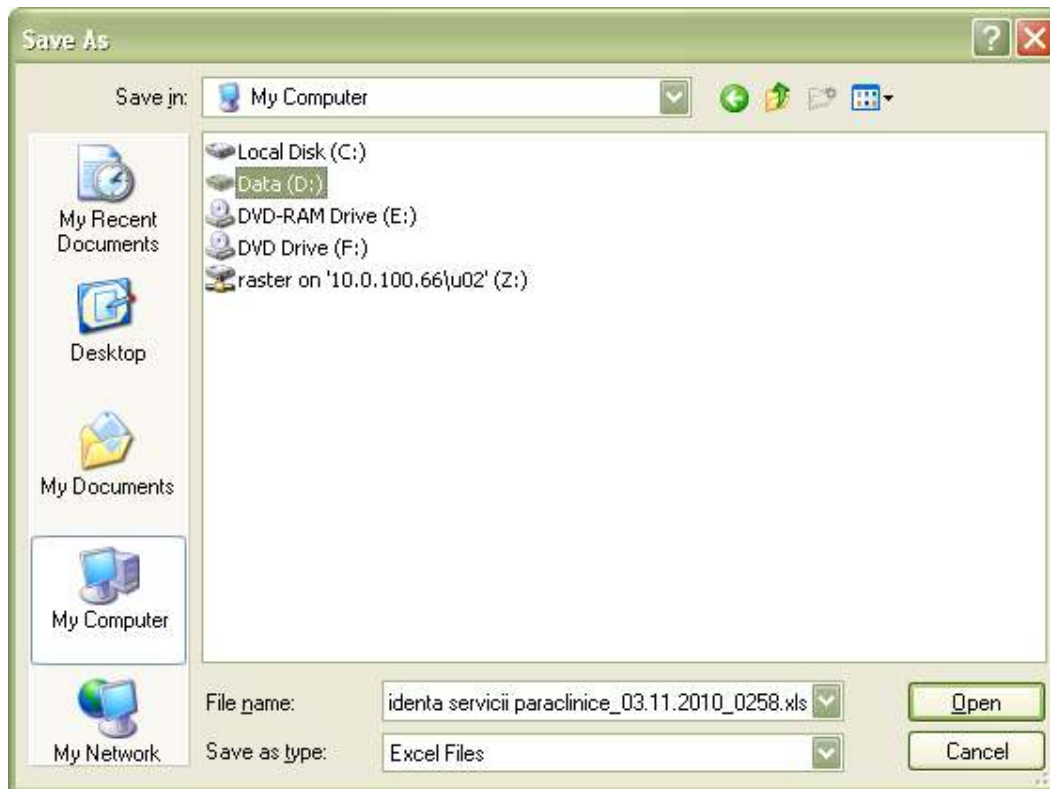 Save As
Save in:
My Computer
My Recent
Documents
Desktop
My Documents
My Computer
My Network
Local Disk (C:)
Data (D:)
DVD-RAM Drive (E:)
DVD Drive (F:)
raster on '10.0.100.66\u02' (Z:)
File name:
identa servicii paraclinice_03.11.2010_0258.xls
Open
Save as type:
Excel Files
Cancel